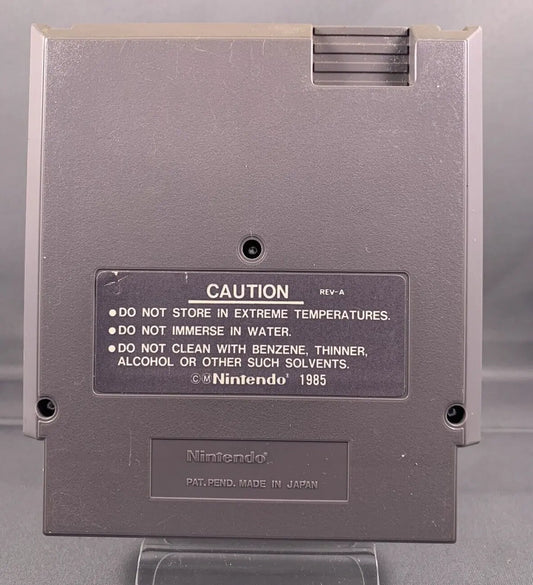 CAUTION REV-A
● DO NOT STORE IN EXTREME TEMPERATURES.
● DO NOT IMMERSE IN WATER.
● DO NOT CLEAN WITH BENZENE, THINNER,
ALCOHOL OR OTHER SUCH SOLVENTS.
ⒸⓂNintendo® 1985
Nintendo®
PAT. PEND. MADE IN JAPAN